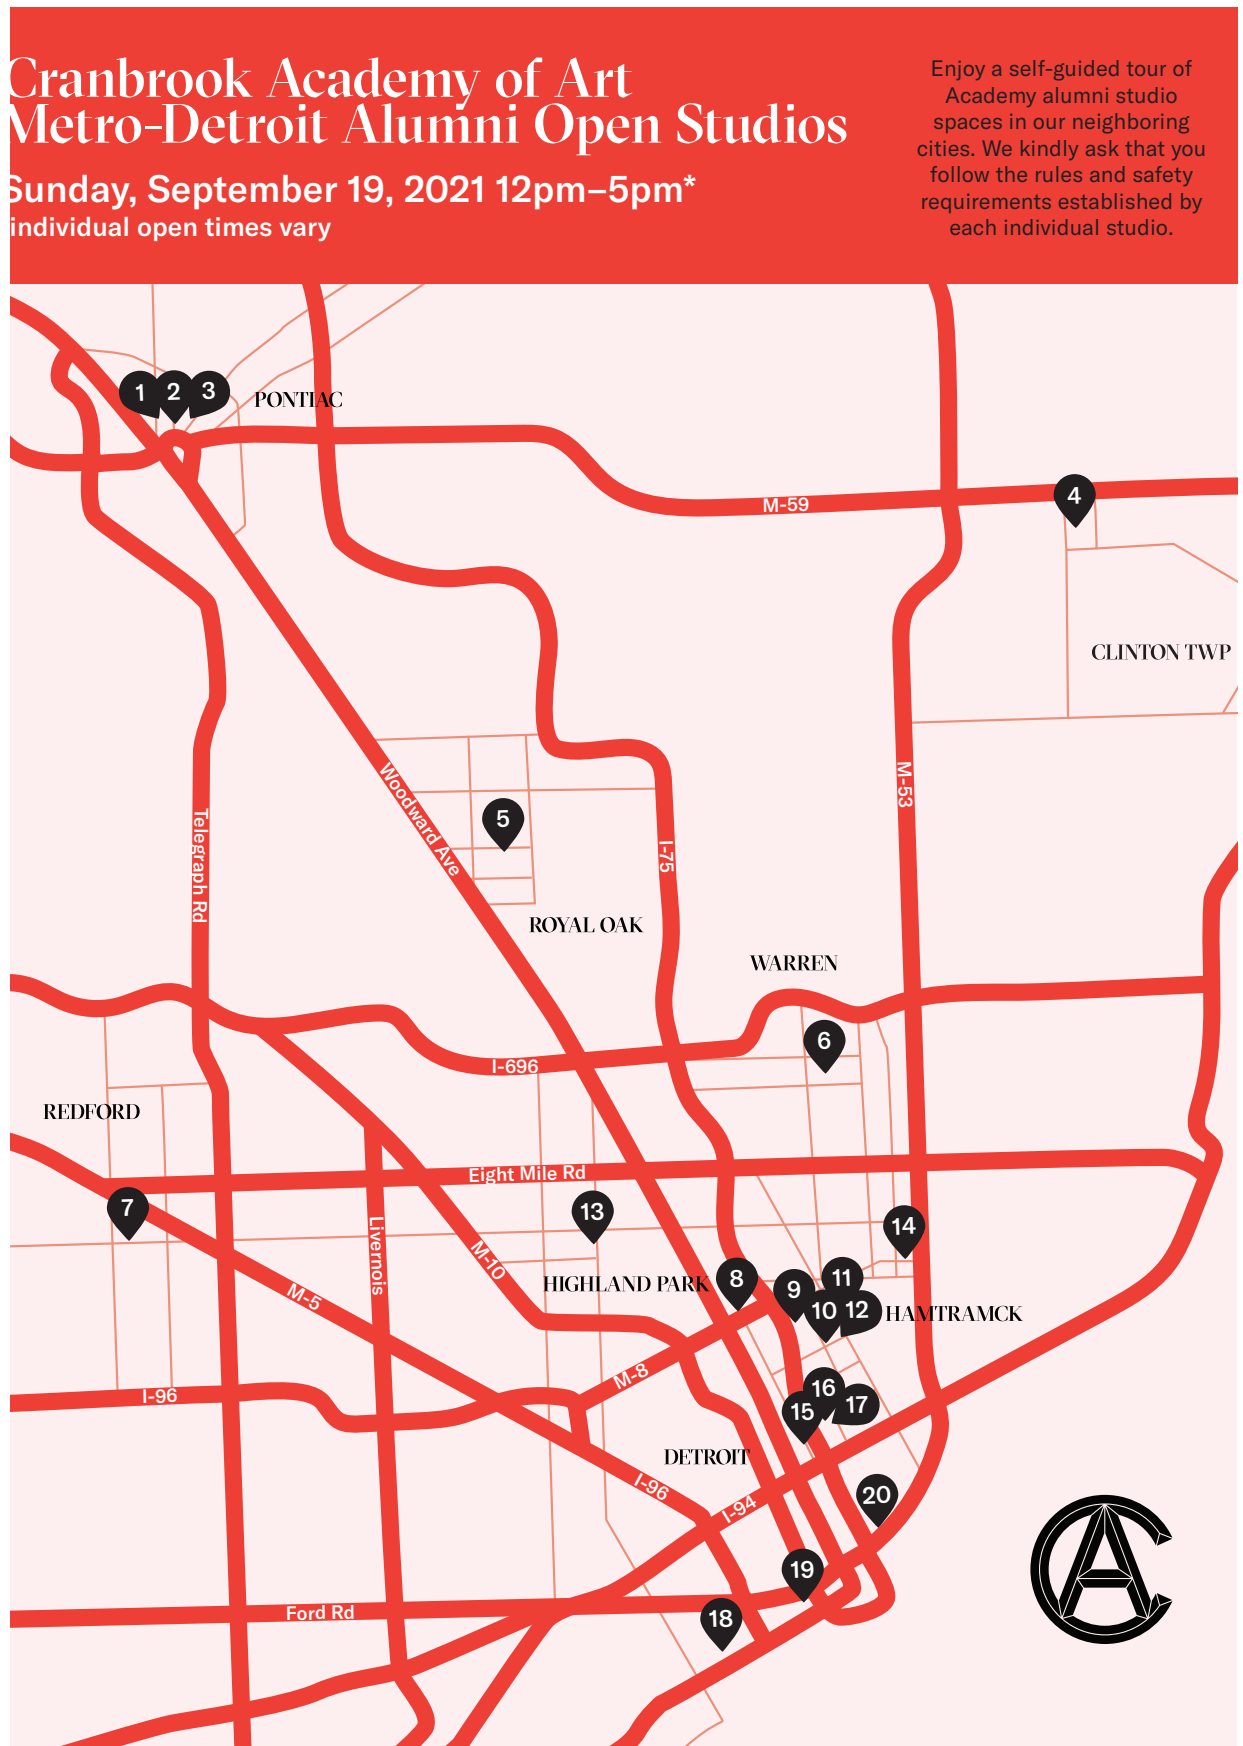 Cranbrook Academy of Art
Metro-Detroit Alumni Open Studios
Sunday, September 19, 2021 12pm–5pm*
individual open times vary
Enjoy a self-guided tour of
Academy alumni studio
spaces in our neighboring
cities. We kindly ask that you
follow the rules and safety
requirements established by
each individual studio.
1
2
3
PONTIAC
M-59
4
CLINTON TWP
Woodward Ave
M-53
Telegraph Rd
5
I-75
ROYAL OAK
WARREN
6
I-696
REDFORD
Eight Mile Rd
7
13
14
Livernois
M-10
M-5
HIGHLAND PARK
8
9
11
10
12
HAMTRAMCK
I-96
M-8
16
15
17
DETROIT
I-96
I-94
20
19
18
Ford Rd
CA